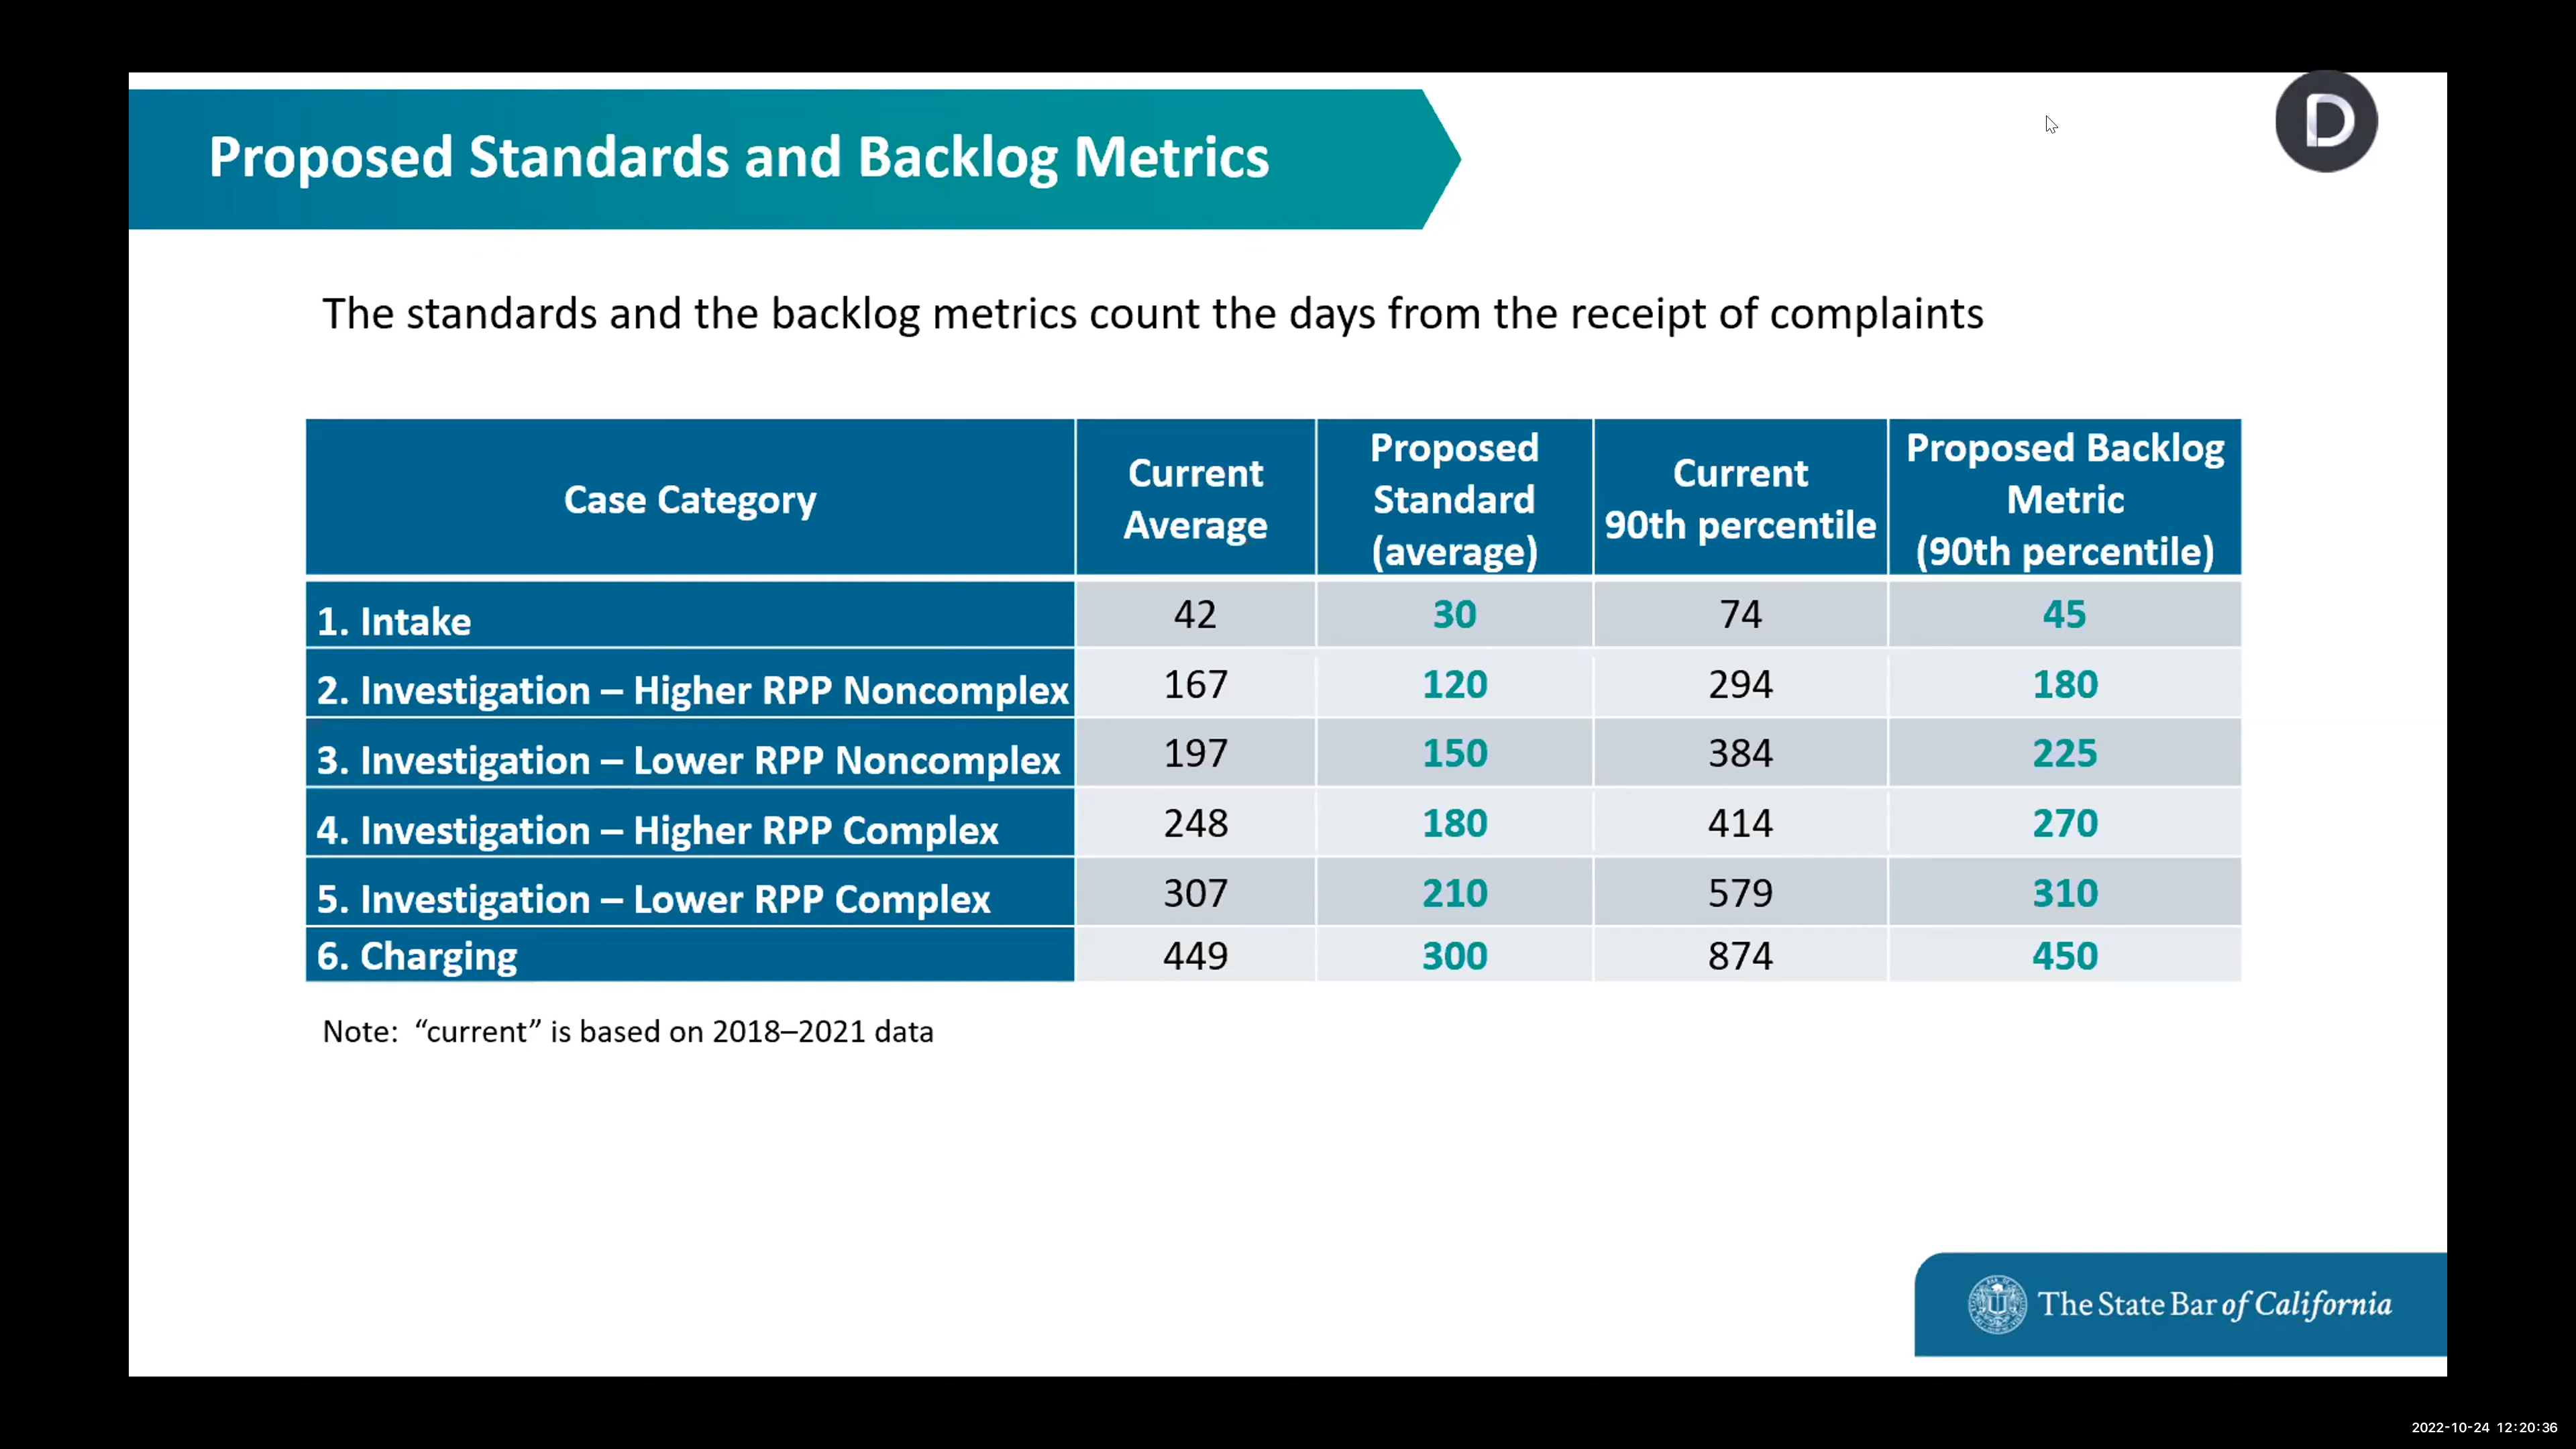 Proposed Standards and Backlog Metrics
D
The standards and the backlog metrics count the days from the receipt of complaints
Case Category
Current
Average
Proposed
Standard
(average)
Current
90th percentile
Proposed Backlog
Metric
(90th percentile)
1. Intake 42 30 74 45
2. Investigation – Higher RPP Noncomplex 167 120 294 180
3. Investigation – Lower RPP Noncomplex 197 150 384 225
4. Investigation – Higher RPP Complex 248 180 414 270
5. Investigation – Lower RPP Complex 307 210 579 310
6. Charging 449 300 874 450
Note: “current” is based on 2018–2021 data
The State Bar of California
2022-10-24 12:20:36